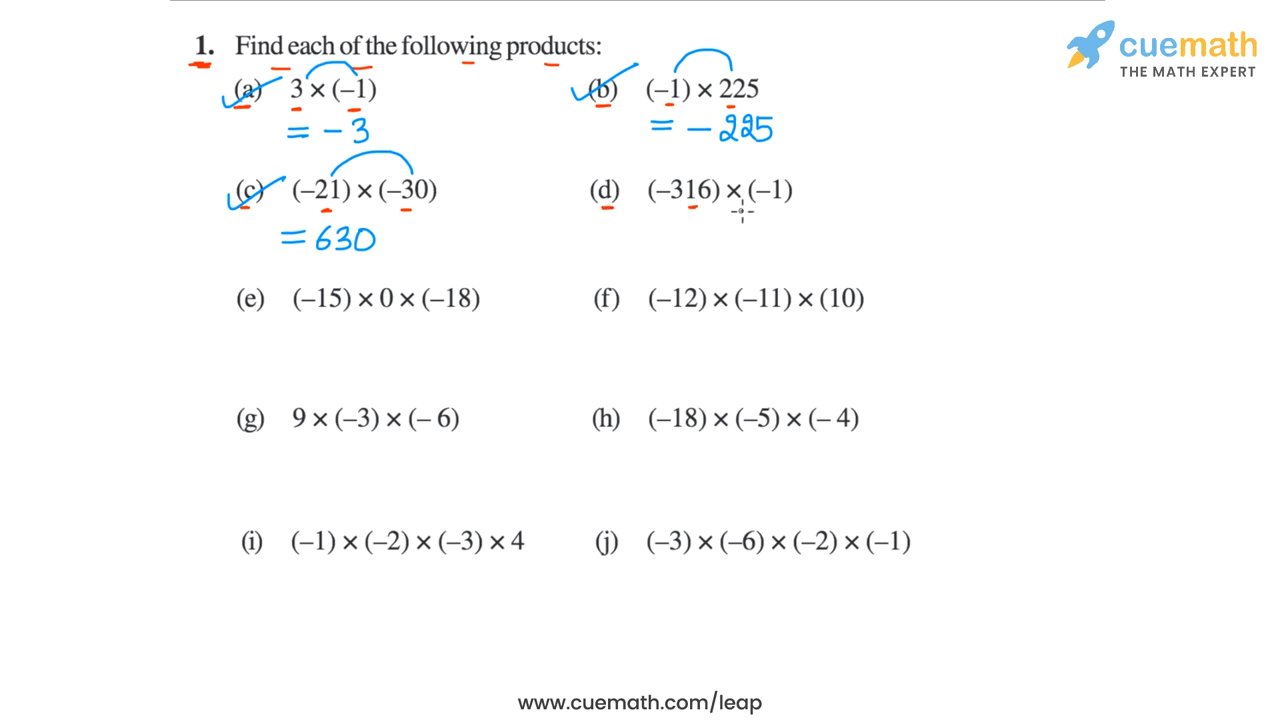 cuemath
THE MATH EXPERT
1. Find each of the following products:
(a) 3 × (–1)
= – 3
(b) (–1) × 225
= – 225
(c) (–21) × (–30)
= 630
(d) (–316) × (–1)
(e) (–15) × 0 × (–18)
(f) (–12) × (–11) × (10)
(g) 9 × (–3) × (– 6)
(h) (–18) × (–5) × (– 4)
(i) (–1) × (–2) × (–3) × 4
(j) (–3) × (–6) × (–2) × (–1)
www.cuemath.com/leap